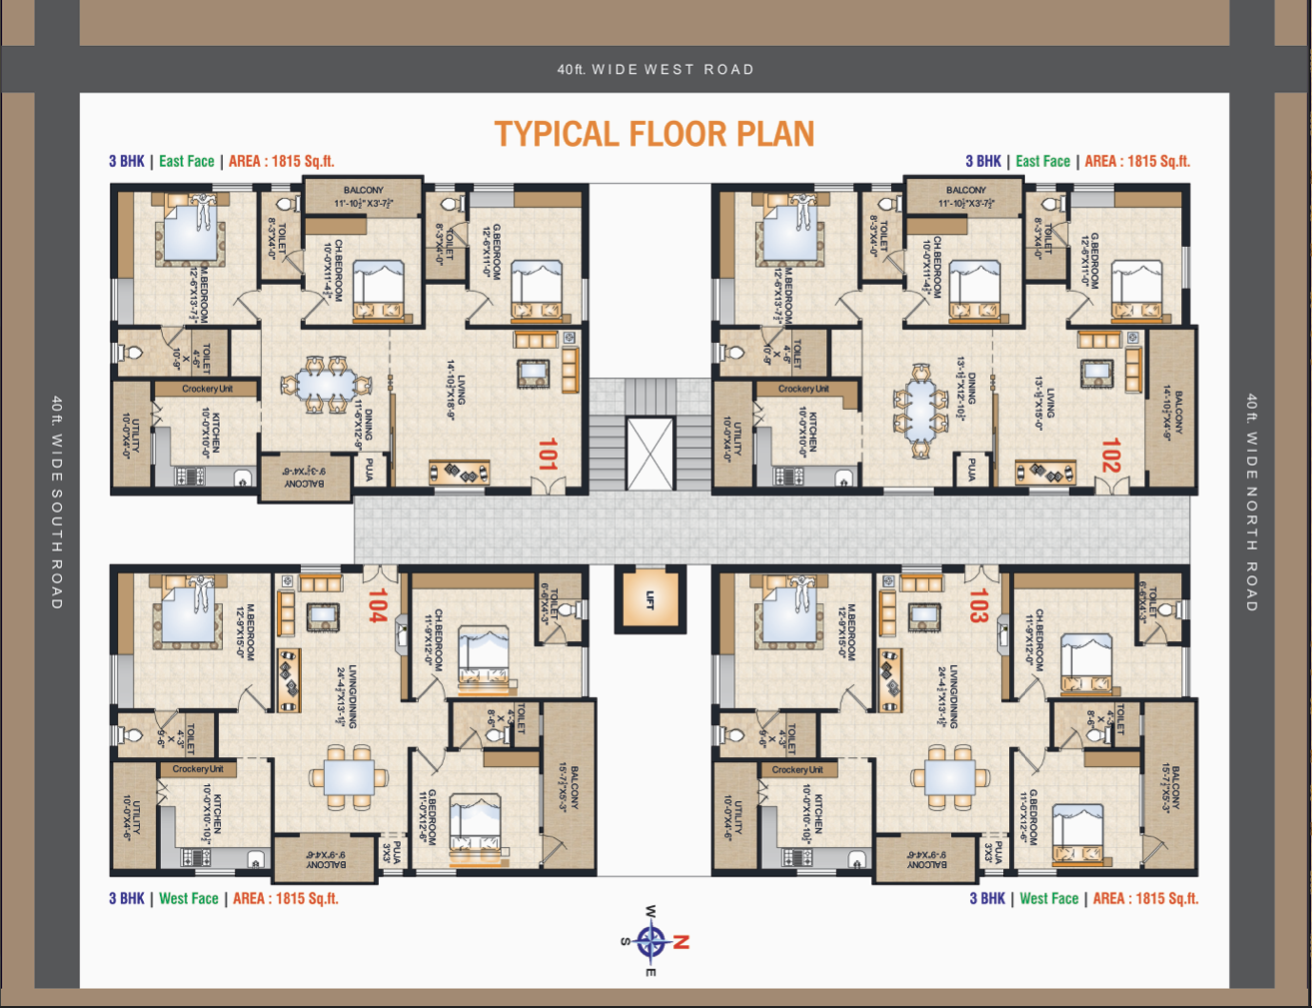 40ft. WIDE WEST ROAD
TYPICAL FLOOR PLAN
3 BHK | East Face | AREA : 1815 Sq.ft.
3 BHK | East Face | AREA : 1815 Sq.ft.
40 ft. WIDE SOUTH ROAD
40 ft. WIDE NORTH ROAD
M.BEDROOM
12'-6"X13'-7½"
TOILET
8'-3"X4'-0"
BALCONY
11'-10½"X3'-7½"
CH.BEDROOM
10'-0"X11'-4½"
TOILET
8'-3"X4'-0"
G.BEDROOM
12'-6"X11'-0"
TOILET
4'-6"
X
10'-9"
Crockery Unit
UTILITY
10'-0"X4'-0"
KITCHEN
10'-0"X10'-0"
DINING
11'-6"X12'-9"
BALCONY
9'-3½"X4'-6"
PUJA
LIVING
14'-10½"X18'-9"
101
M.BEDROOM
12'-6"X13'-7½"
TOILET
8'-3"X4'-0"
BALCONY
11'-10½"X3'-7½"
CH.BEDROOM
10'-0"X11'-4½"
TOILET
8'-3"X4'-0"
G.BEDROOM
12'-6"X11'-0"
TOILET
4'-6"
X
10'-9"
Crockery Unit
UTILITY
10'-0"X4'-0"
KITCHEN
10'-0"X10'-0"
DINING
13'-1½"X12'-10½"
PUJA
LIVING
13'-1½"X15'-0"
BALCONY
14'-10½"X4'-9"
102
LIFT
M.BEDROOM
12'-9"X15'-0"
104
LIVING/DINING
24'-4½"X13'-1½"
CH.BEDROOM
11'-9"X12'-0"
TOILET
6'-6"X4'-3"
TOILET
4'-3"
X
9'-6"
TOILET
4'-3"
X
8'-6"
Crockery Unit
UTILITY
10'-0"X4'-6"
KITCHEN
10'-0"X10'-10½"
BALCONY
9'-9"X4'-6"
PUJA
3'X3'
G.BEDROOM
11'-0"X12'-6"
BALCONY
15'-7½"X5'-3"
M.BEDROOM
12'-9"X15'-0"
103
LIVING/DINING
24'-4½"X13'-1½"
CH.BEDROOM
11'-9"X12'-0"
TOILET
6'-6"X4'-3"
TOILET
4'-3"
X
9'-6"
TOILET
4'-3"
X
8'-6"
Crockery Unit
UTILITY
10'-0"X4'-6"
KITCHEN
10'-0"X10'-10½"
BALCONY
9'-9"X4'-6"
PUJA
3'X3'
G.BEDROOM
11'-0"X12'-6"
BALCONY
15'-7½"X5'-3"
3 BHK | West Face | AREA : 1815 Sq.ft.
3 BHK | West Face | AREA : 1815 Sq.ft.
W
S
N
E